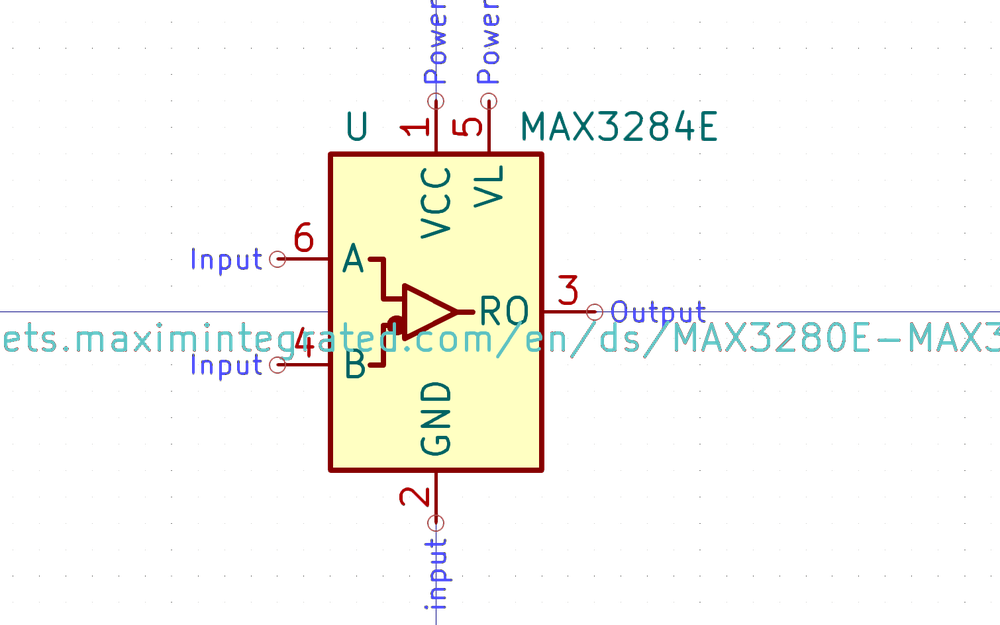 Power
Power
U
1
5
MAX3284E
VCC
VL
6
Input
A
3
RO
Output
ets.maximintegrated.com/en/ds/MAX3280E-MAX3
4
Input
B
GND
2
input